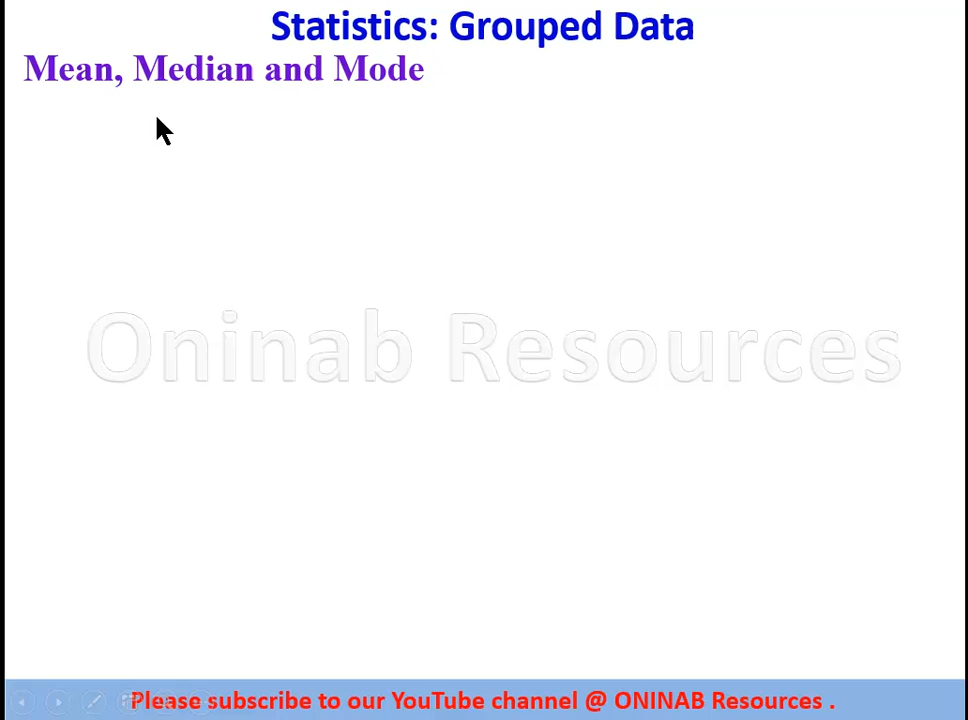 Statistics: Grouped Data
Mean, Median and Mode
Oninab Resources
Please subscribe to our YouTube channel @ ONINAB Resources .